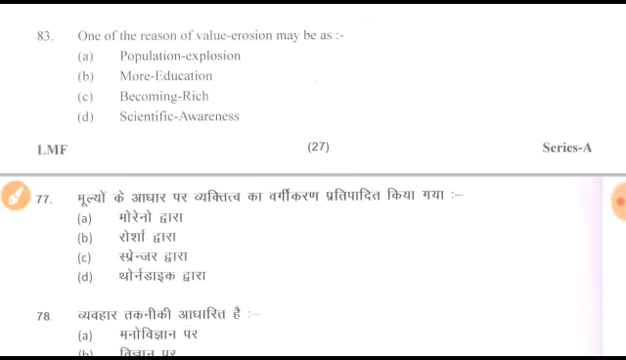 83. One of the reason of value-erosion may be as :-
(a) Population-explosion
(b) More-Education
(c) Becoming-Rich
(d) Scientific-Awareness
LMF (27) Series-A
77. मूल्यों के आधार पर व्यक्तित्व का वर्गीकरण प्रतिपादित किया गया :–
(a) मोरेनो द्वारा
(b) रोर्शा द्वारा
(c) स्प्रेन्जर द्वारा
(d) थोर्नडाइक द्वारा
78. व्यवहार तकनीकी आधारित है :–
(a) मनोविज्ञान पर
(b) विज्ञान पर